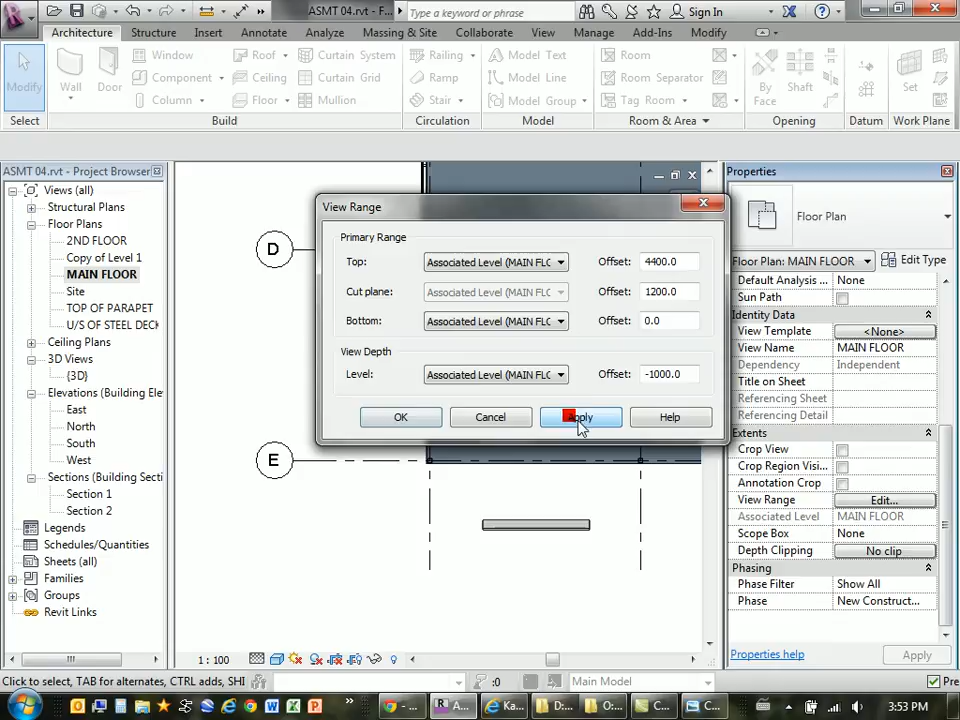 ASMT 04.rvt - F...
Type a keyword or phrase
Sign In
Architecture Structure Insert Annotate Analyze Massing & Site Collaborate View Manage Add-Ins Modify
Modify
Wall
Door
Window
Component
Column
Roof
Ceiling
Floor
Curtain System
Curtain Grid
Mullion
Railing
Ramp
Stair
Model Text
Model Line
Model Group
Room
Room Separator
Tag Room
By Face
Shaft
Set
Select Build Circulation Model Room & Area Opening Datum Work Plane
ASMT 04.rvt - Project Browser
Views (all)
Structural Plans
Floor Plans
2ND FLOOR
Copy of Level 1
MAIN FLOOR
Site
TOP OF PARAPET
U/S OF STEEL DECK
Ceiling Plans
3D Views
{3D}
Elevations (Building Elev
East
North
South
West
Sections (Building Secti
Section 1
Section 2
Legends
Schedules/Quantities
Sheets (all)
Families
Groups
Revit Links
D
E
View Range
Primary Range
Top: Associated Level (MAIN FLC Offset: 4400.0
Cut plane: Associated Level (MAIN FLC Offset: 1200.0
Bottom: Associated Level (MAIN FLC Offset: 0.0
View Depth
Level: Associated Level (MAIN FLC Offset: -1000.0
OK Cancel Apply Help
Properties
Floor Plan
Floor Plan: MAIN FLOOR Edit Type
Default Analysis ... None
Sun Path
Identity Data
View Template <None>
View Name MAIN FLOOR
Dependency Independent
Title on Sheet
Referencing Sheet
Referencing Detail
Extents
Crop View
Crop Region Visi...
Annotation Crop
View Range Edit...
Associated Level MAIN FLOOR
Scope Box None
Depth Clipping No clip
Phasing
Phase Filter Show All
Phase New Construct...
Properties help Apply
1 : 100
Click to select, TAB for alternates, CTRL adds, SHI :0 Main Model Pre
- ... A... Ka... D:... O:... C... C... 3:53 PM